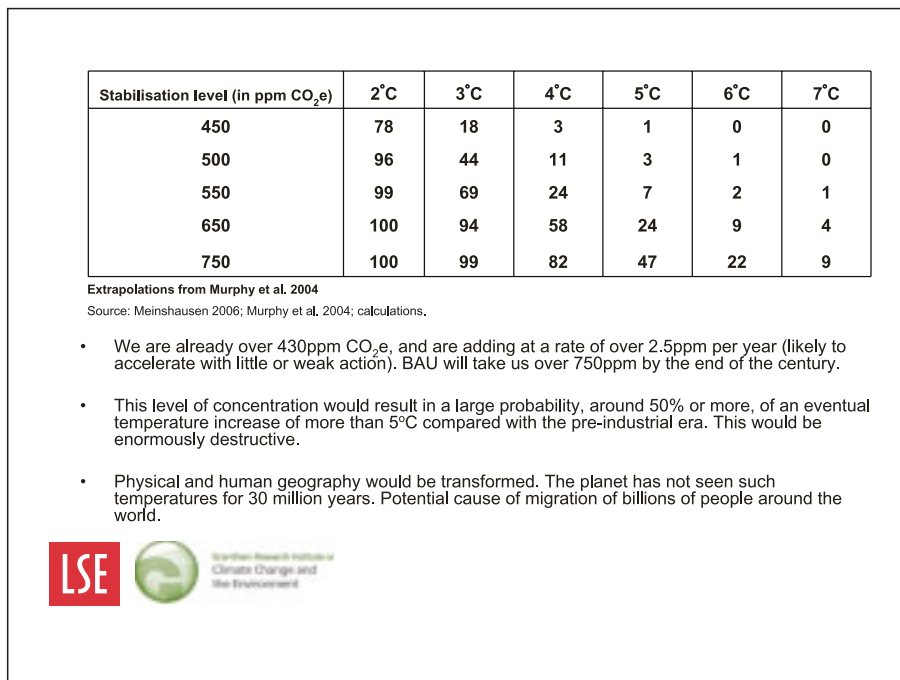 Stabilisation level (in ppm CO₂e) 2°C 3°C 4°C 5°C 6°C 7°C
450 78 18 3 1 0 0
500 96 44 11 3 1 0
550 99 69 24 7 2 1
650 100 94 58 24 9 4
750 100 99 82 47 22 9
Extrapolations from Murphy et al. 2004
Source: Meinshausen 2006; Murphy et al. 2004; calculations.
• We are already over 430ppm CO₂e, and are adding at a rate of over 2.5ppm per year (likely to
accelerate with little or weak action). BAU will take us over 750ppm by the end of the century.
• This level of concentration would result in a large probability, around 50% or more, of an eventual
temperature increase of more than 5°C compared with the pre-industrial era. This would be
enormously destructive.
• Physical and human geography would be transformed. The planet has not seen such
temperatures for 30 million years. Potential cause of migration of billions of people around the
world.
LSE
Grantham Research Institute on
Climate Change and
the Environment